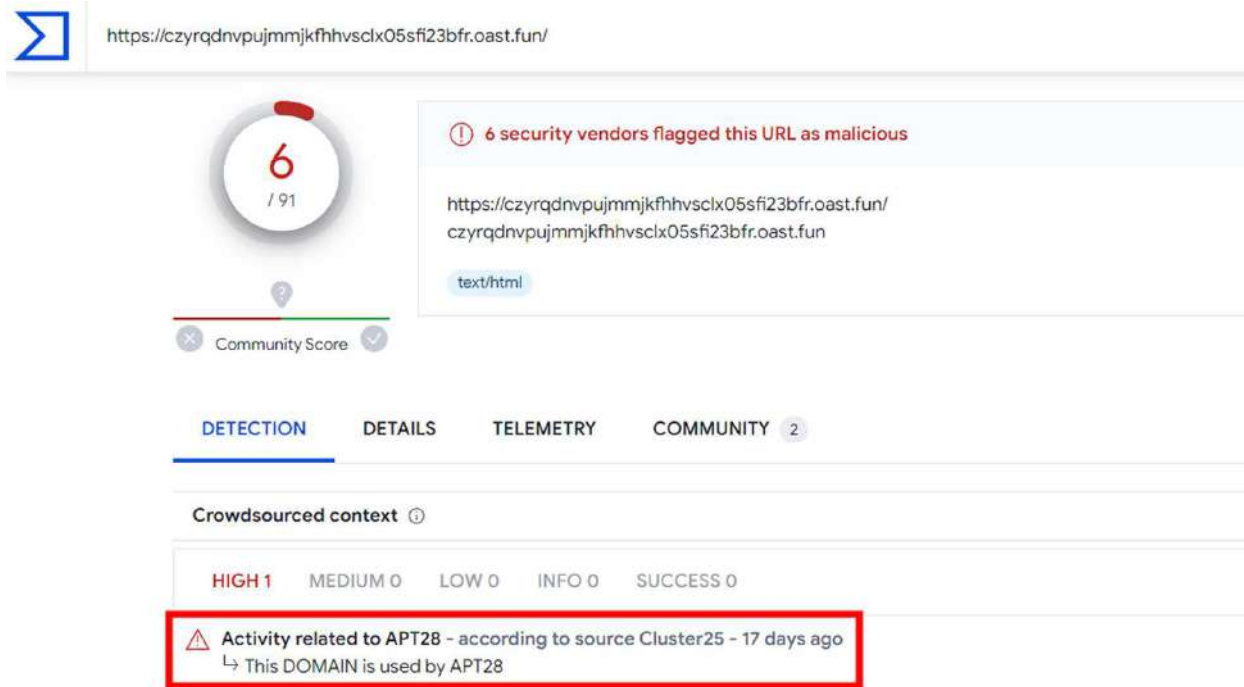 https://czyrqdnvpujmmjkfhhvsclx05sfi23bfr.oast.fun/
6
/ 91
6 security vendors flagged this URL as malicious
https://czyrqdnvpujmmjkfhhvsclx05sfi23bfr.oast.fun/
czyrqdnvpujmmjkfhhvsclx05sfi23bfr.oast.fun
text/html
?
Community Score
DETECTION DETAILS TELEMETRY COMMUNITY 2
Crowdsourced context
HIGH 1 MEDIUM 0 LOW 0 INFO 0 SUCCESS 0
Activity related to APT28 - according to source Cluster25 - 17 days ago
↳ This DOMAIN is used by APT28